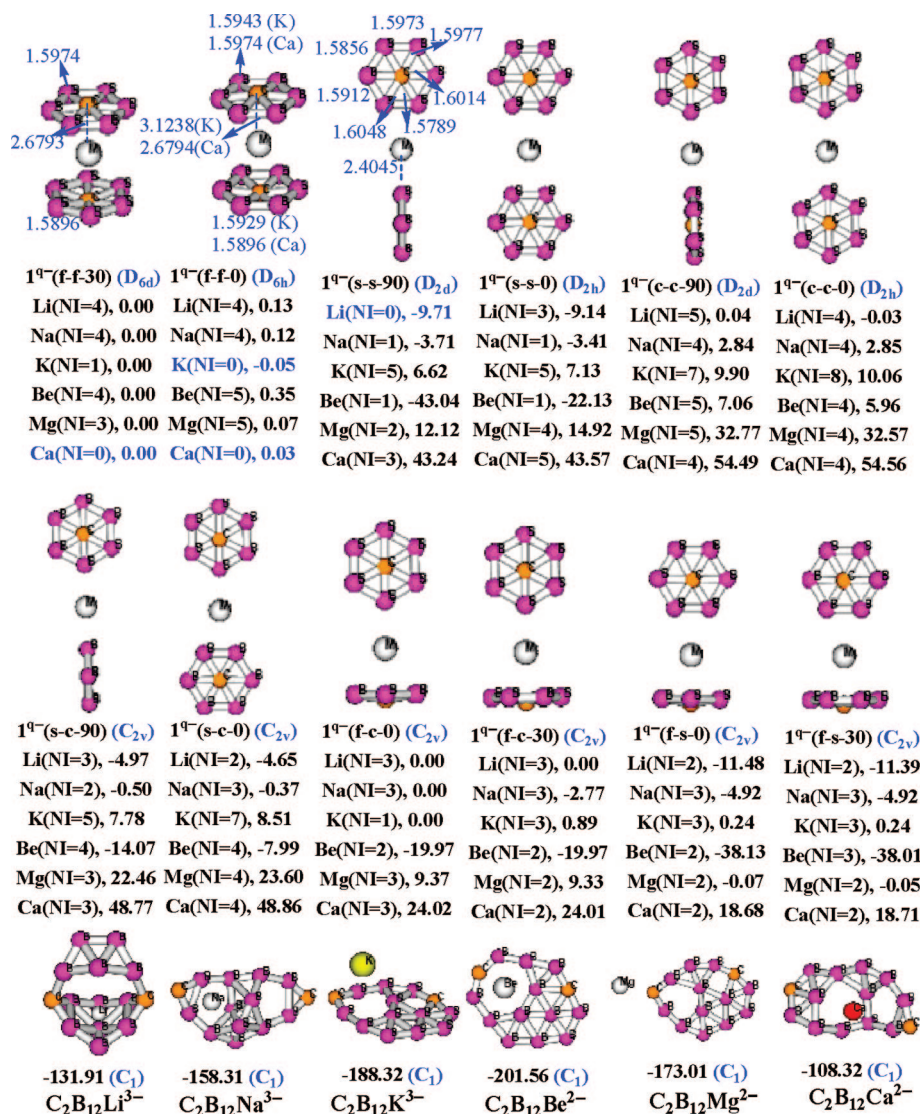 1.5943 (K)
1.5974 (Ca)
1.5974
2.6793
3.1238(K)
2.6794(Ca)
1.5896
1.5929 (K)
1.5896 (Ca)
1.5973
1.5856
1.5977
1.5912
1.6014
1.6048
1.5789
2.4045
1q−(f-f-30) (D6d)
Li(NI=4), 0.00
Na(NI=4), 0.00
K(NI=1), 0.00
Be(NI=4), 0.00
Mg(NI=3), 0.00
Ca(NI=0), 0.00
1q−(f-f-0) (D6h)
Li(NI=4), 0.13
Na(NI=4), 0.12
K(NI=0), -0.05
Be(NI=5), 0.35
Mg(NI=5), 0.07
Ca(NI=0), 0.03
1q−(s-s-90) (D2d)
Li(NI=0), -9.71
Na(NI=1), -3.71
K(NI=5), 6.62
Be(NI=1), -43.04
Mg(NI=2), 12.12
Ca(NI=3), 43.24
1q−(s-s-0) (D2h)
Li(NI=3), -9.14
Na(NI=1), -3.41
K(NI=5), 7.13
Be(NI=1), -22.13
Mg(NI=4), 14.92
Ca(NI=5), 43.57
1q−(c-c-90) (D2d)
Li(NI=5), 0.04
Na(NI=4), 2.84
K(NI=7), 9.90
Be(NI=5), 7.06
Mg(NI=5), 32.77
Ca(NI=4), 54.49
1q−(c-c-0) (D2h)
Li(NI=4), -0.03
Na(NI=4), 2.85
K(NI=8), 10.06
Be(NI=4), 5.96
Mg(NI=4), 32.57
Ca(NI=4), 54.56
1q−(s-c-90) (C2v)
Li(NI=3), -4.97
Na(NI=2), -0.50
K(NI=5), 7.78
Be(NI=4), -14.07
Mg(NI=3), 22.46
Ca(NI=3), 48.77
1q−(s-c-0) (C2v)
Li(NI=2), -4.65
Na(NI=3), -0.37
K(NI=7), 8.51
Be(NI=4), -7.99
Mg(NI=4), 23.60
Ca(NI=4), 48.86
1q−(f-c-0) (C2v)
Li(NI=3), 0.00
Na(NI=3), 0.00
K(NI=1), 0.00
Be(NI=2), -19.97
Mg(NI=3), 9.37
Ca(NI=3), 24.02
1q−(f-c-30) (C2v)
Li(NI=3), 0.00
Na(NI=3), -2.77
K(NI=3), 0.89
Be(NI=2), -19.97
Mg(NI=2), 9.33
Ca(NI=2), 24.01
1q−(f-s-0) (C2v)
Li(NI=2), -11.48
Na(NI=3), -4.92
K(NI=3), 0.24
Be(NI=2), -38.13
Mg(NI=2), -0.07
Ca(NI=2), 18.68
1q−(f-s-30) (C2v)
Li(NI=2), -11.39
Na(NI=3), -4.92
K(NI=3), 0.24
Be(NI=3), -38.01
Mg(NI=2), -0.05
Ca(NI=2), 18.71
-131.91 (C1)
C2B12Li3−
-158.31 (C1)
C2B12Na3−
-188.32 (C1)
C2B12K3−
-201.56 (C1)
C2B12Be2−
-173.01 (C1)
C2B12Mg2−
-108.32 (C1)
C2B12Ca2−